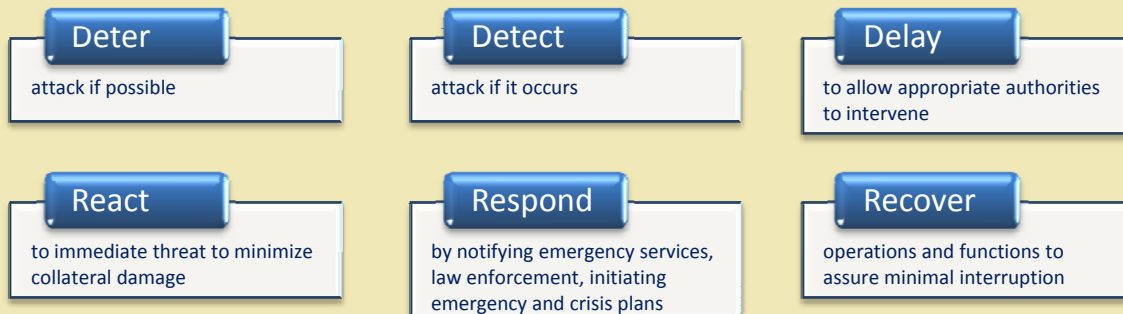 Deter
attack if possible
Detect
attack if it occurs
Delay
to allow appropriate authorities
to intervene
React
to immediate threat to minimize
collateral damage
Respond
by notifying emergency services,
law enforcement, initiating
emergency and crisis plans
Recover
operations and functions to
assure minimal interruption